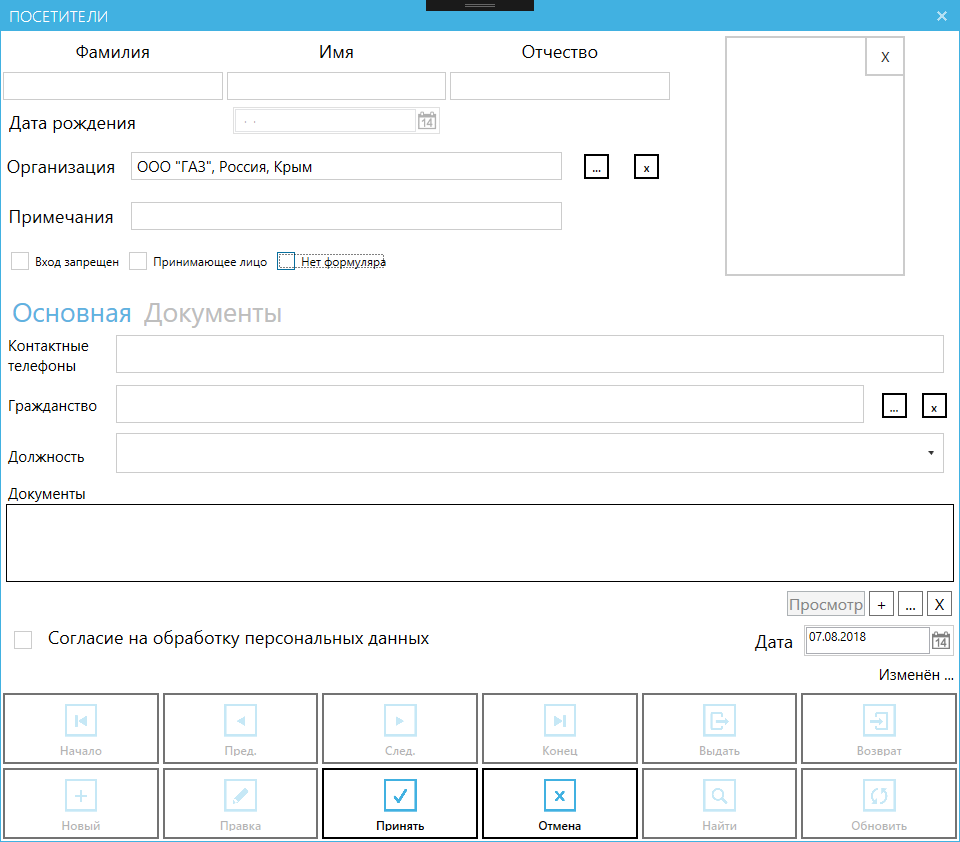 ПОСЕТИТЕЛИ
Фамилия Имя Отчество
X
Дата рождения . . 14
Организация ООО "ГАЗ", Россия, Крым ... x
Примечания
Вход запрещен Принимающее лицо Нет формуляра
Основная Документы
Контактные
телефоны
Гражданство ... x
Должность
Документы
Просмотр + ... X
Согласие на обработку персональных данных Дата 07.08.2018 14
Изменён ...
Начало Пред. След. Конец Выдать Возврат
Новый Правка Принять Отмена Найти Обновить